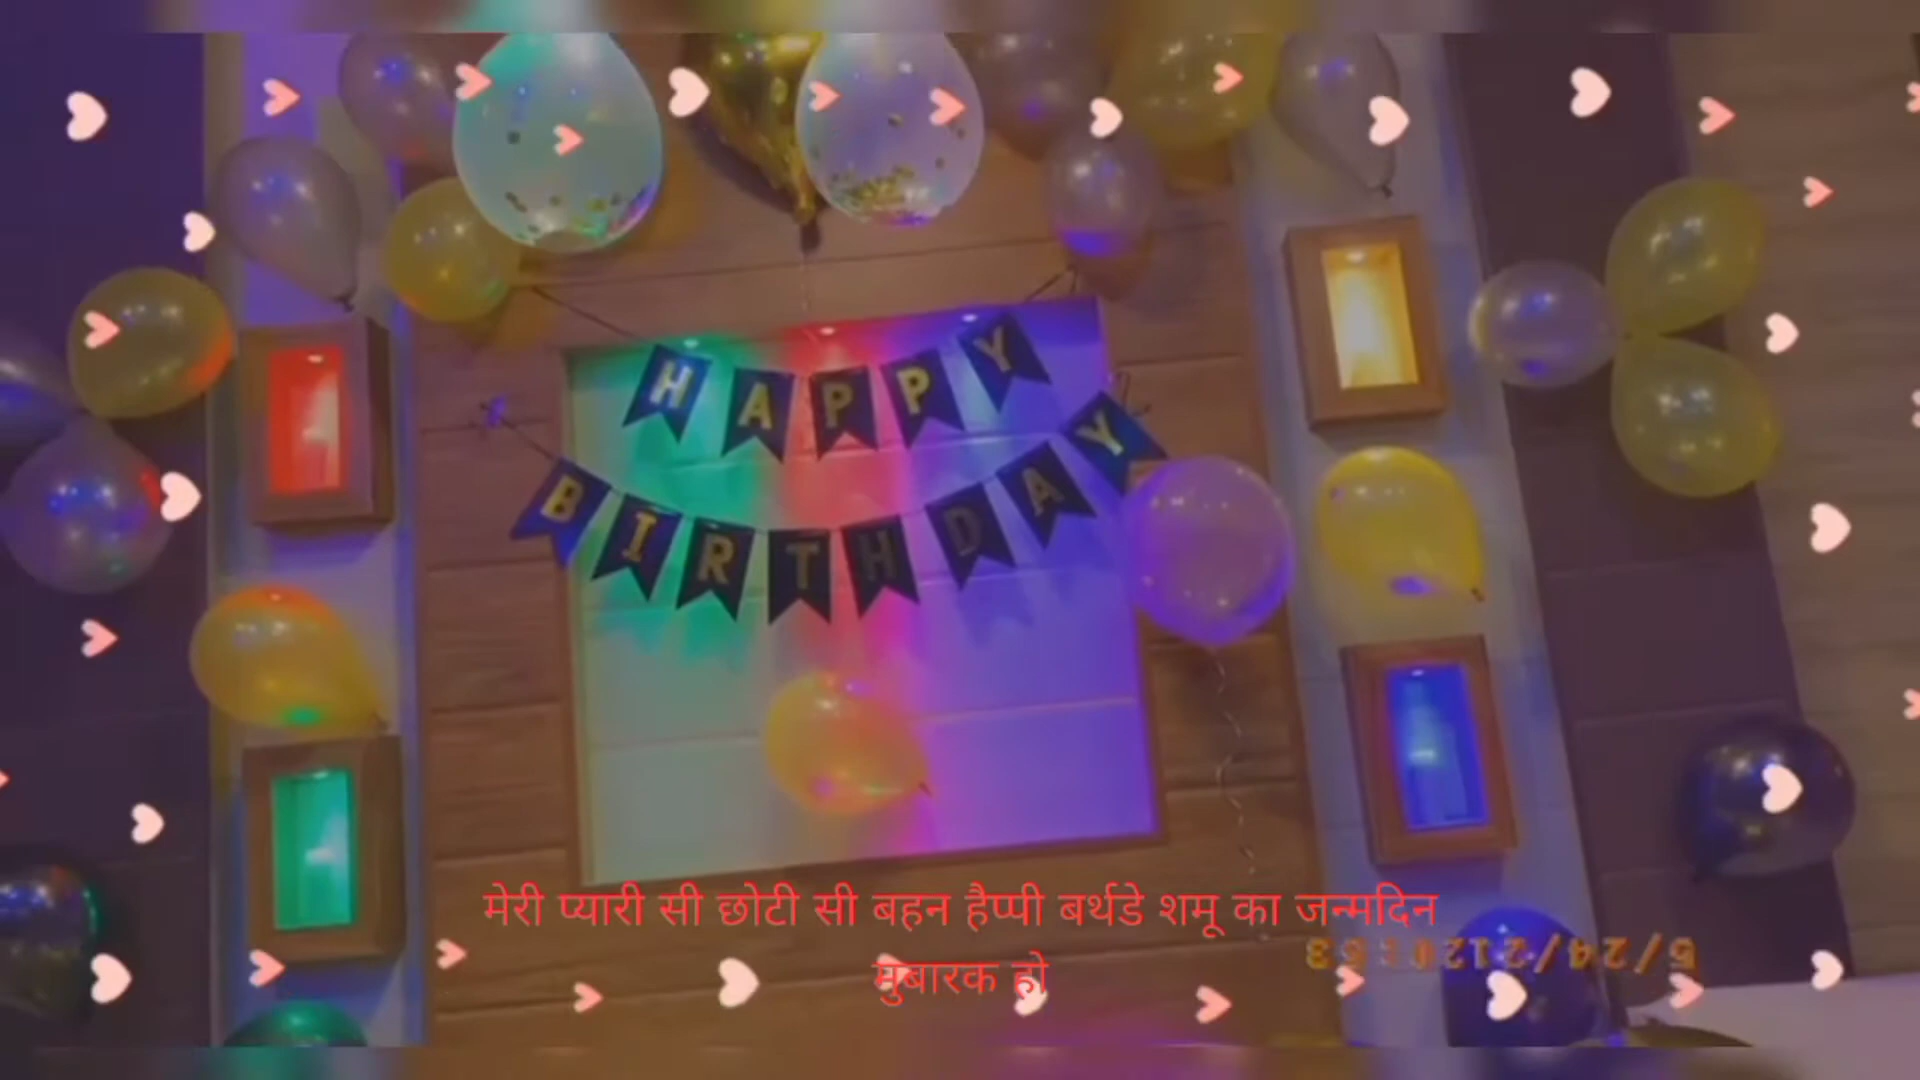 HAPPY
BIRTHDAY
मेरी प्यारी सी छोटी सी बहन हैप्पी बर्थडे शमू का जन्मदिन
मुबारक हो